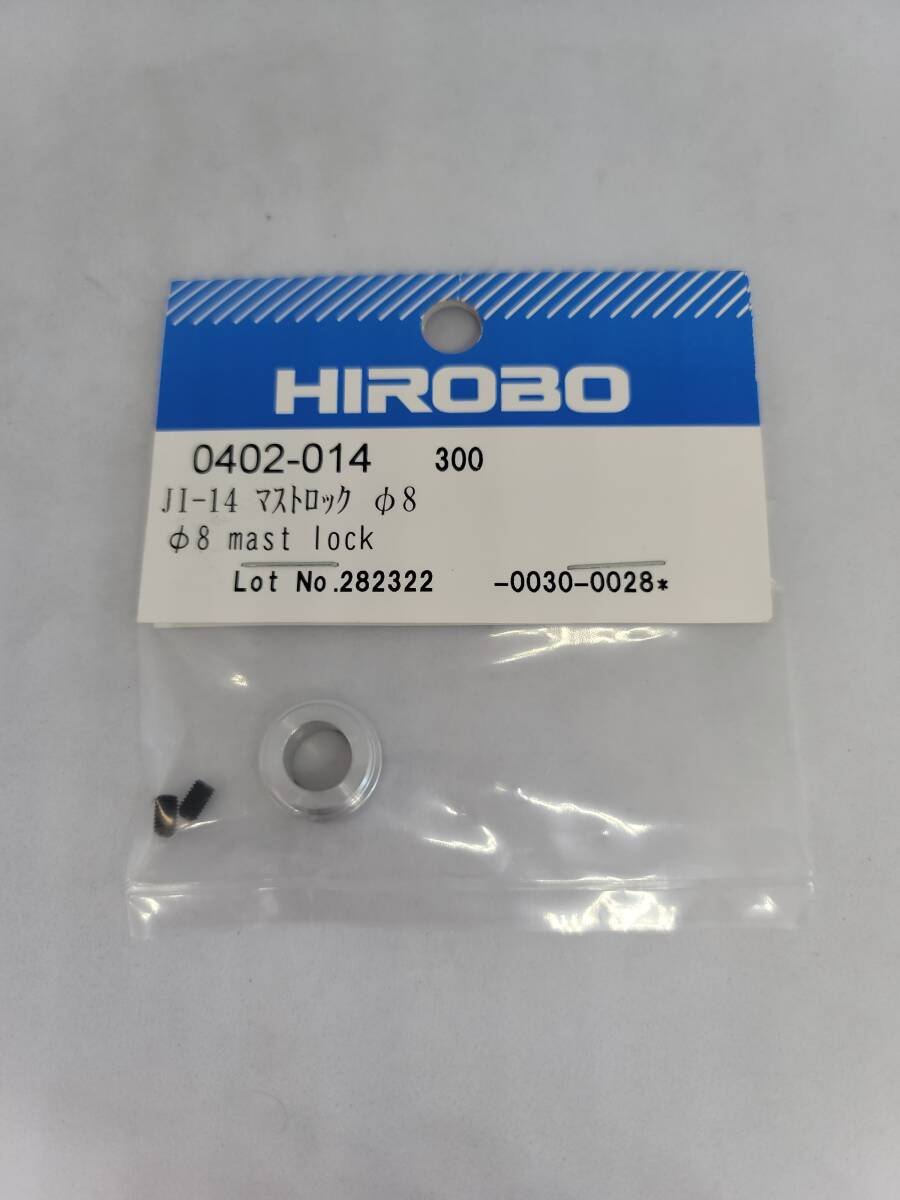 HIROBO
0402-014 300
JI-14 ﾏｽﾄﾛｯｸ φ8
φ8 mast lock
Lot No.282322 -0030-0028*